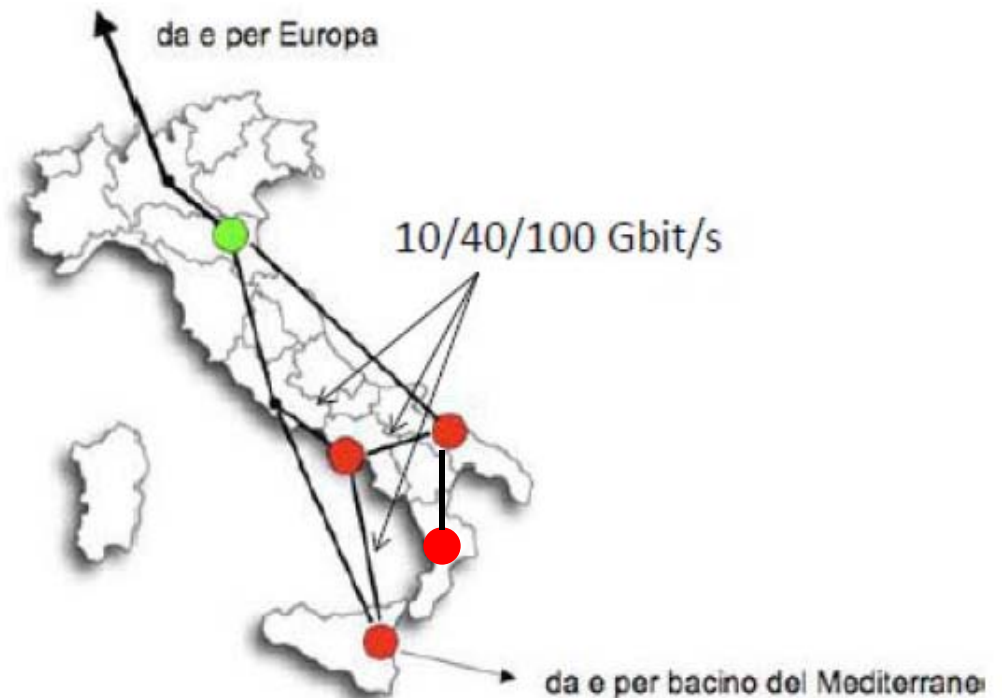 da e per Europa
10/40/100 Gbit/s
da e per bacino del Mediterrane